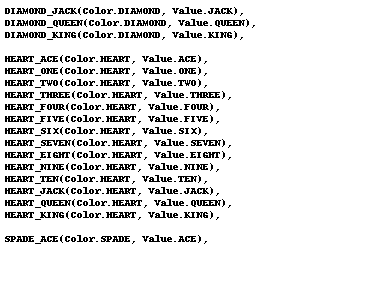 DIAMOND_JACK(Color.DIAMOND, Value.JACK),
DIAMOND_QUEEN(Color.DIAMOND, Value.QUEEN),
DIAMOND_KING(Color.DIAMOND, Value.KING),

HEART_ACE(Color.HEART, Value.ACE),
HEART_ONE(Color.HEART, Value.ONE),
HEART_TWO(Color.HEART, Value.TWO),
HEART_THREE(Color.HEART, Value.THREE),
HEART_FOUR(Color.HEART, Value.FOUR),
HEART_FIVE(Color.HEART, Value.FIVE),
HEART_SIX(Color.HEART, Value.SIX),
HEART_SEVEN(Color.HEART, Value.SEVEN),
HEART_EIGHT(Color.HEART, Value.EIGHT),
HEART_NINE(Color.HEART, Value.NINE),
HEART_TEN(Color.HEART, Value.TEN),
HEART_JACK(Color.HEART, Value.JACK),
HEART_QUEEN(Color.HEART, Value.QUEEN),
HEART_KING(Color.HEART, Value.KING),

SPADE_ACE(Color.SPADE, Value.ACE),